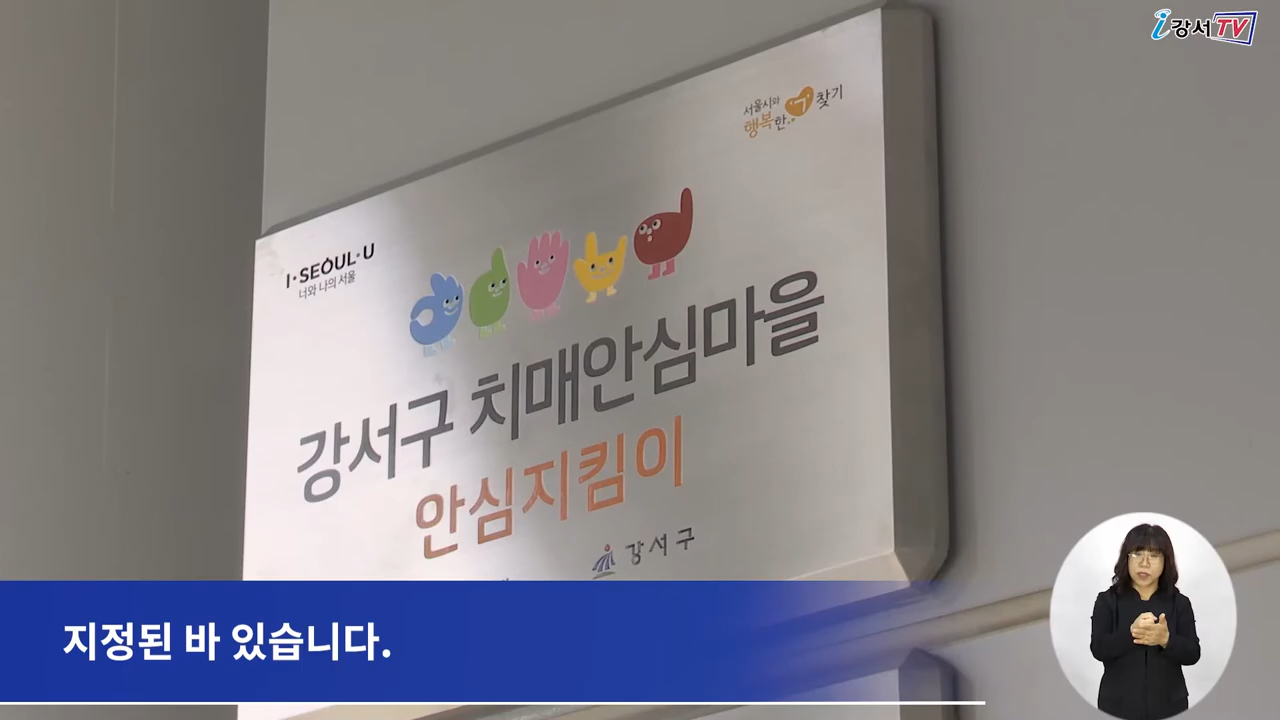 i강서TV
서울시와
행복한.. 찾기
I·SEOUL·U
너와 나의 서울
강서구 치매안심마을
안심지킴이
강서구
지정된 바 있습니다.